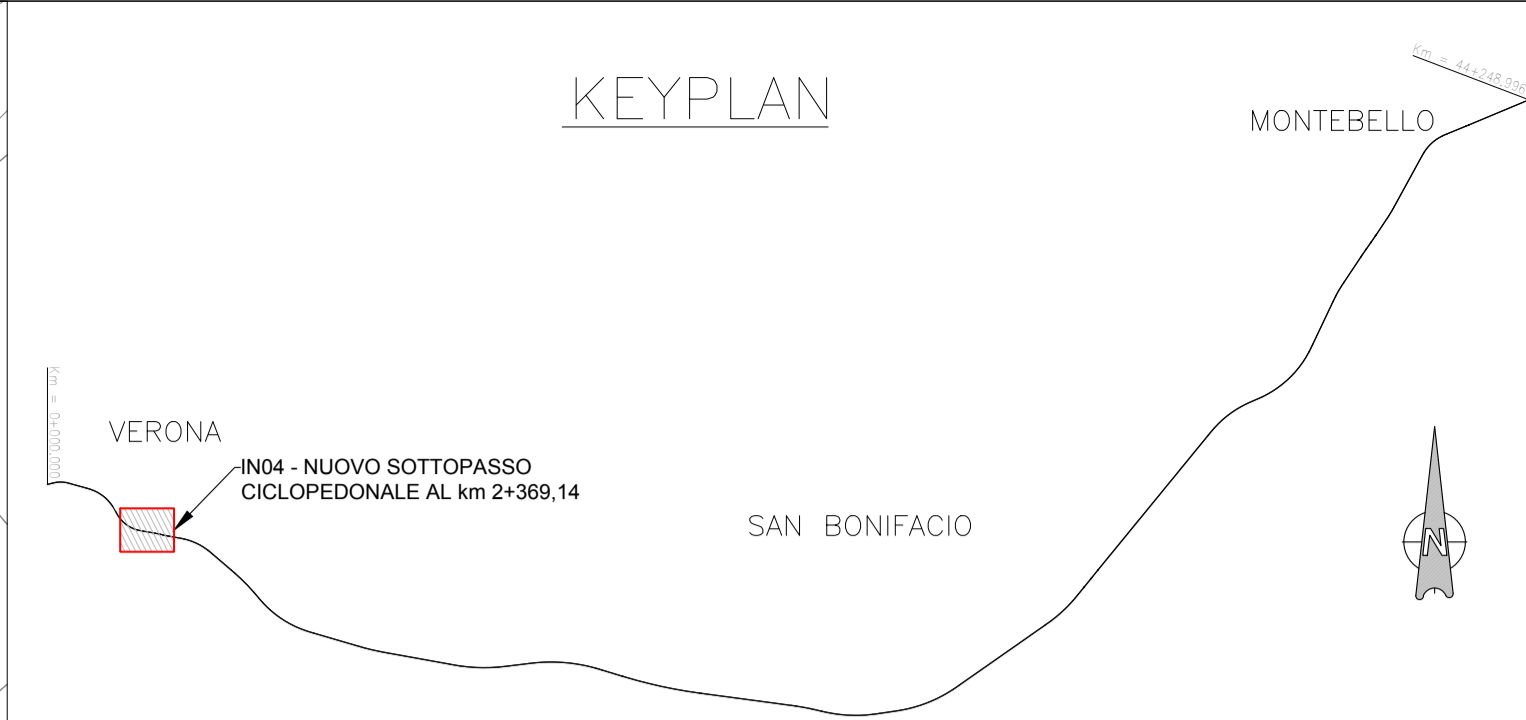 KEYPLAN
Km = 44+248,996
MONTEBELLO
Km = 0+000,000
VERONA
IN04 - NUOVO SOTTOPASSO
CICLOPEDONALE AL km 2+369,14
SAN BONIFACIO
N